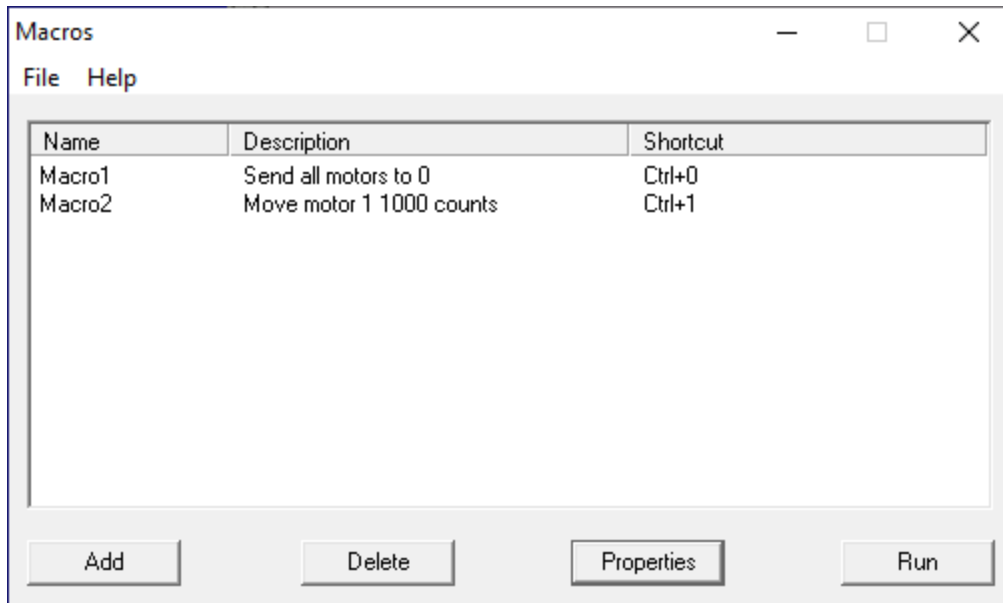 Macros
File Help
Name Description Shortcut
Macro1 Send all motors to 0 Ctrl+0
Macro2 Move motor 1 1000 counts Ctrl+1
Add Delete Properties Run